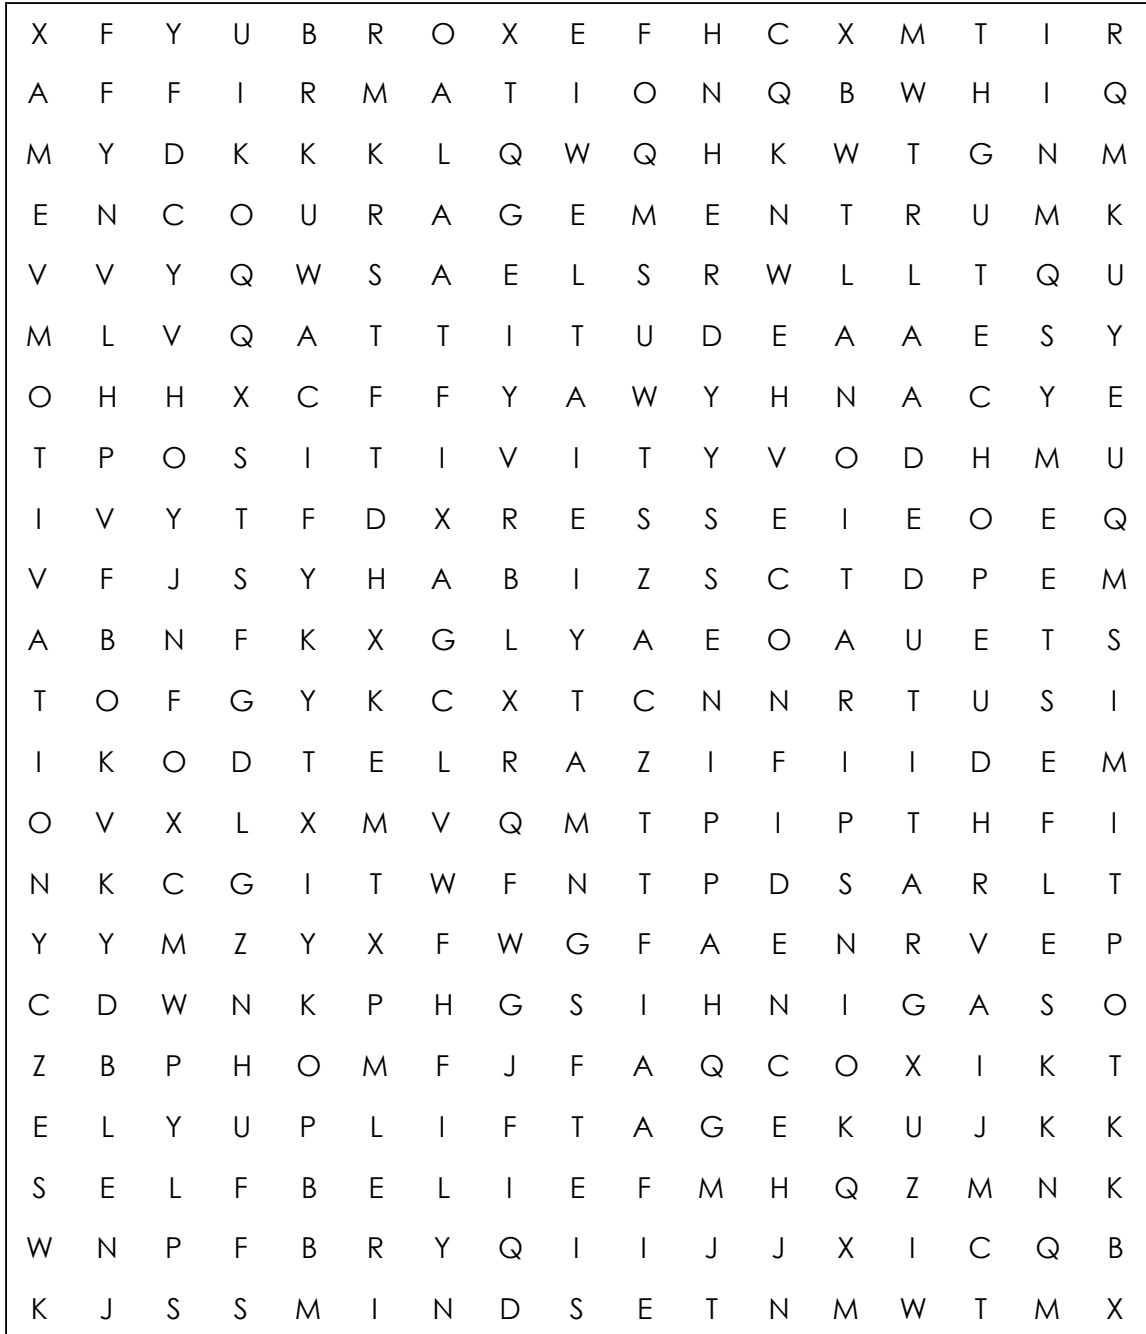 X F Y U B R O X E F H C X M T I R
A F F I R M A T I O N Q B W H I Q
M Y D K K K L Q W Q H K W T G N M
E N C O U R A G E M E N T R U M K
V V Y Q W S A E L S R W L L T Q U
M L V Q A T T I T U D E A A E S Y
O H H X C F F Y A W Y H N A C Y E
T P O S I T I V I T Y V O D H M U
I V Y T F D X R E S S E I E O E Q
V F J S Y H A B I Z S C T D P E M
A B N F K X G L Y A E O A U E T S
T O F G Y K C X T C N N R T U S I
I K O D T E L R A Z I F I I D E M
O V X L X M V Q M T P I P T H F I
N K C G I T W F N T P D S A R L T
Y Y M Z Y X F W G F A E N R V E P
C D W N K P H G S I H N I G A S O
Z B P H O M F J F A Q C O X I K T
E L Y U P L I F T A G E K U J K K
S E L F B E L I E F M H Q Z M N K
W N P F B R Y Q I I J J X I C Q B
K J S S M I N D S E T N M W T M X